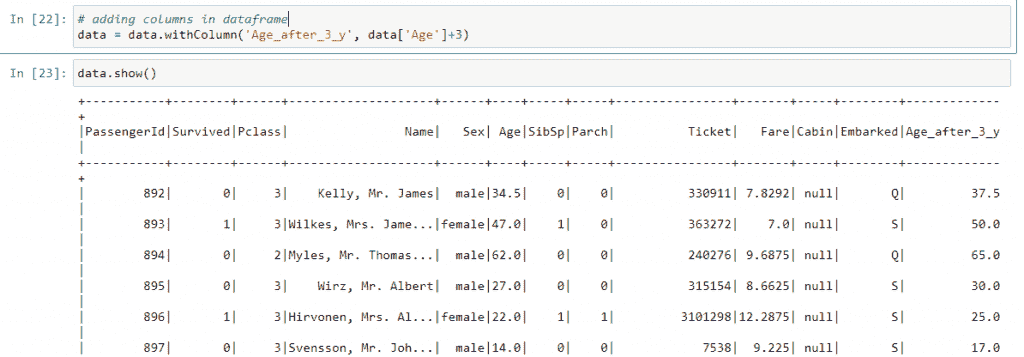 In [22]: # adding columns in dataframe
data = data.withColumn('Age_after_3_y', data['Age']+3)
In [23]: data.show()
+-----------+--------+------+--------------------+------+----+-----+-----+------------------+-------+-----+--------+-------------
+
|PassengerId|Survived|Pclass|                Name|   Sex| Age|SibSp|Parch|            Ticket|   Fare|Cabin|Embarked|Age_after_3_y
|
+-----------+--------+------+--------------------+------+----+-----+-----+------------------+-------+-----+--------+-------------
+
|        892|       0|     3|    Kelly, Mr. James|  male|34.5|    0|    0|            330911| 7.8292| null|       Q|         37.5
|
|        893|       1|     3|Wilkes, Mrs. Jame...|female|47.0|    1|    0|            363272|    7.0| null|       S|         50.0
|
|        894|       0|     2|Myles, Mr. Thomas...|  male|62.0|    0|    0|            240276| 9.6875| null|       Q|         65.0
|
|        895|       0|     3|    Wirz, Mr. Albert|  male|27.0|    0|    0|            315154| 8.6625| null|       S|         30.0
|
|        896|       1|     3|Hirvonen, Mrs. Al...|female|22.0|    1|    1|           3101298|12.2875| null|       S|         25.0
|
|        897|       0|     3|Svensson, Mr. Joh...|  male|14.0|    0|    0|              7538|  9.225| null|       S|         17.0